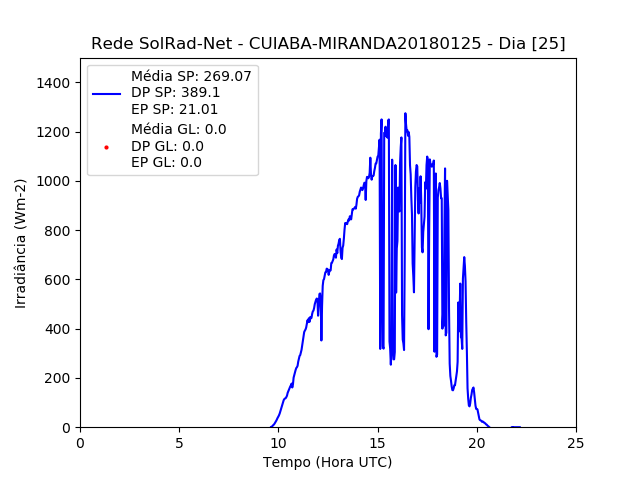 Rede SolRad-Net - CUIABA-MIRANDA20180125 - Dia [25]
Média SP: 269.07
DP SP: 389.1
EP SP: 21.01
Média GL: 0.0
DP GL: 0.0
EP GL: 0.0
Irradiância (Wm-2)
1400
1200
1000
800
600
400
200
0
0 5 10 15 20 25
Tempo (Hora UTC)